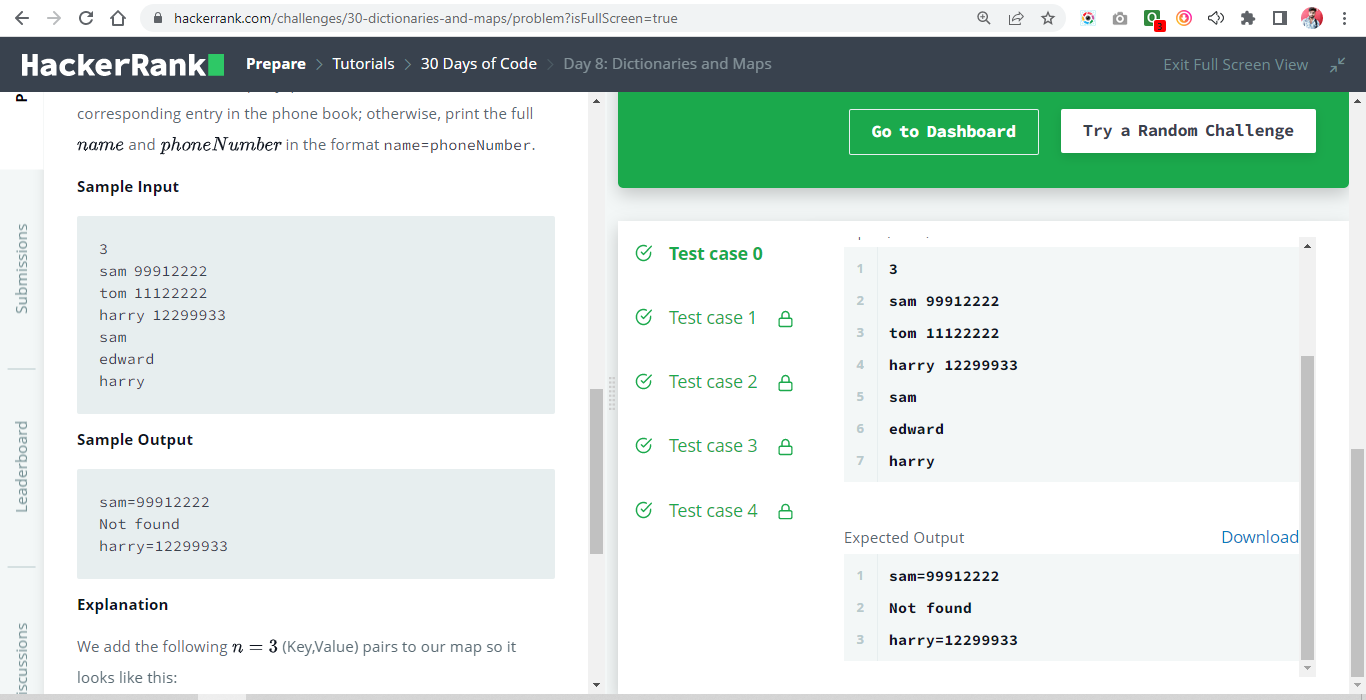 hackerrank.com/challenges/30-dictionaries-and-maps/problem?isFullScreen=true
3
HackerRank
Prepare > Tutorials > 30 Days of Code > Day 8: Dictionaries and Maps
Exit Full Screen View
Submissions
Leaderboard
corresponding entry in the phone book; otherwise, print the full
name and phoneNumber in the format name=phoneNumber.
Sample Input
3
sam 99912222
tom 11122222
harry 12299933
sam
edward
harry
Sample Output
sam=99912222
Not found
harry=12299933
Explanation
We add the following n = 3 (Key,Value) pairs to our map so it
looks like this:
Go to Dashboard
Try a Random Challenge
Test case 0
Test case 1
Test case 2
Test case 3
Test case 4
1 3
2 sam 99912222
3 tom 11122222
4 harry 12299933
5 sam
6 edward
7 harry
Expected Output
Download
1 sam=99912222
2 Not found
3 harry=12299933